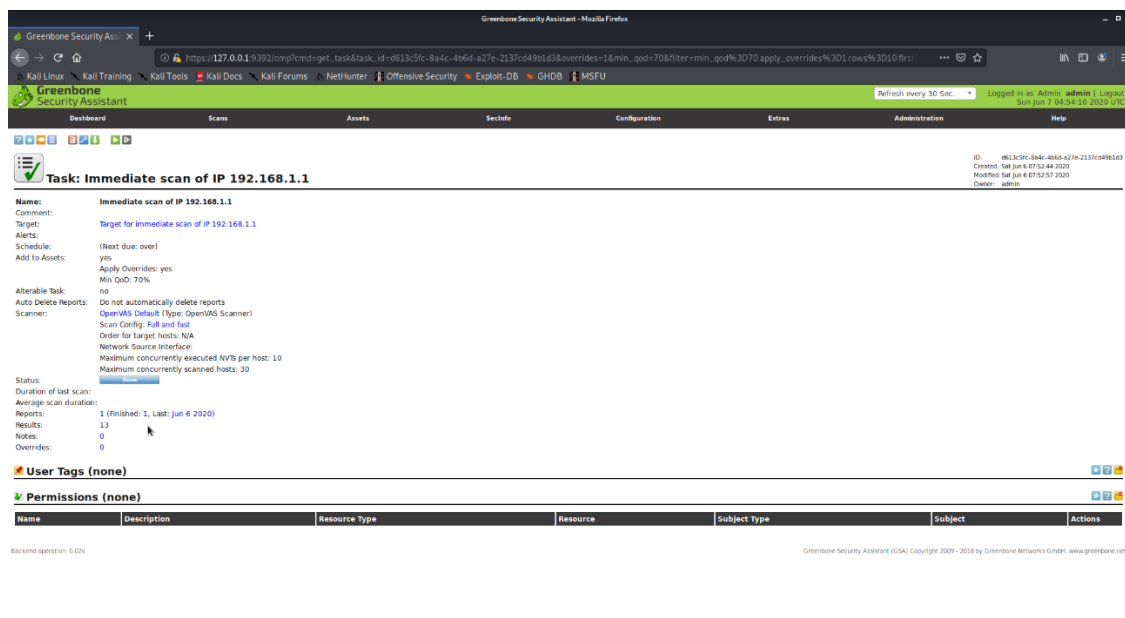 Greenbone Security Assistant - Mozilla Firefox
Greenbone Security Assi
https://127.0.0.1:9392/omp?cmd=get_task&task_id=d613c5fc-8a4c-4b6d-a27e-2137cd49b1d3&overrides=1&min_qod=70&filter=min_qod%3D70 apply_overrides%3D1 rows%3D10 first
Kali Linux Kali Training Kali Tools Kali Docs Kali Forums NetHunter Offensive Security Exploit-DB GHDB MSFU
Greenbone
Security Assistant
Refresh every 30 Sec.
Logged in as Admin admin | Logout
Sun Jun 7 04:54:10 2020 UTC
Dashboard Scans Assets SecInfo Configuration Extras Administration Help
Task: Immediate scan of IP 192.168.1.1
ID: d613c5fc-8a4c-4b6d-a27e-2137cd49b1d3
Created: Sat Jun 6 07:52:44 2020
Modified: Sat Jun 6 07:52:57 2020
Owner: admin
Name: Immediate scan of IP 192.168.1.1
Comment:
Target: Target for immediate scan of IP 192.168.1.1
Alerts:
Schedule: (Next due: over)
Add to Assets: yes
Apply Overrides: yes
Min QoD: 70%
Alterable Task: no
Auto Delete Reports: Do not automatically delete reports
Scanner: OpenVAS Default (Type: OpenVAS Scanner)
Scan Config: Full and fast
Order for target hosts: N/A
Network Source Interface:
Maximum concurrently executed NVTs per host: 10
Maximum concurrently scanned hosts: 30
Status: Done
Duration of last scan:
Average scan duration:
Reports: 1 (Finished: 1, Last: Jun 6 2020)
Results: 13
Notes: 0
Overrides: 0
User Tags (none)
Permissions (none)
Name Description Resource Type Resource Subject Type Subject Actions
Backend operation: 0.02s
Greenbone Security Assistant (GSA) Copyright 2009 - 2018 by Greenbone Networks GmbH, www.greenbone.net